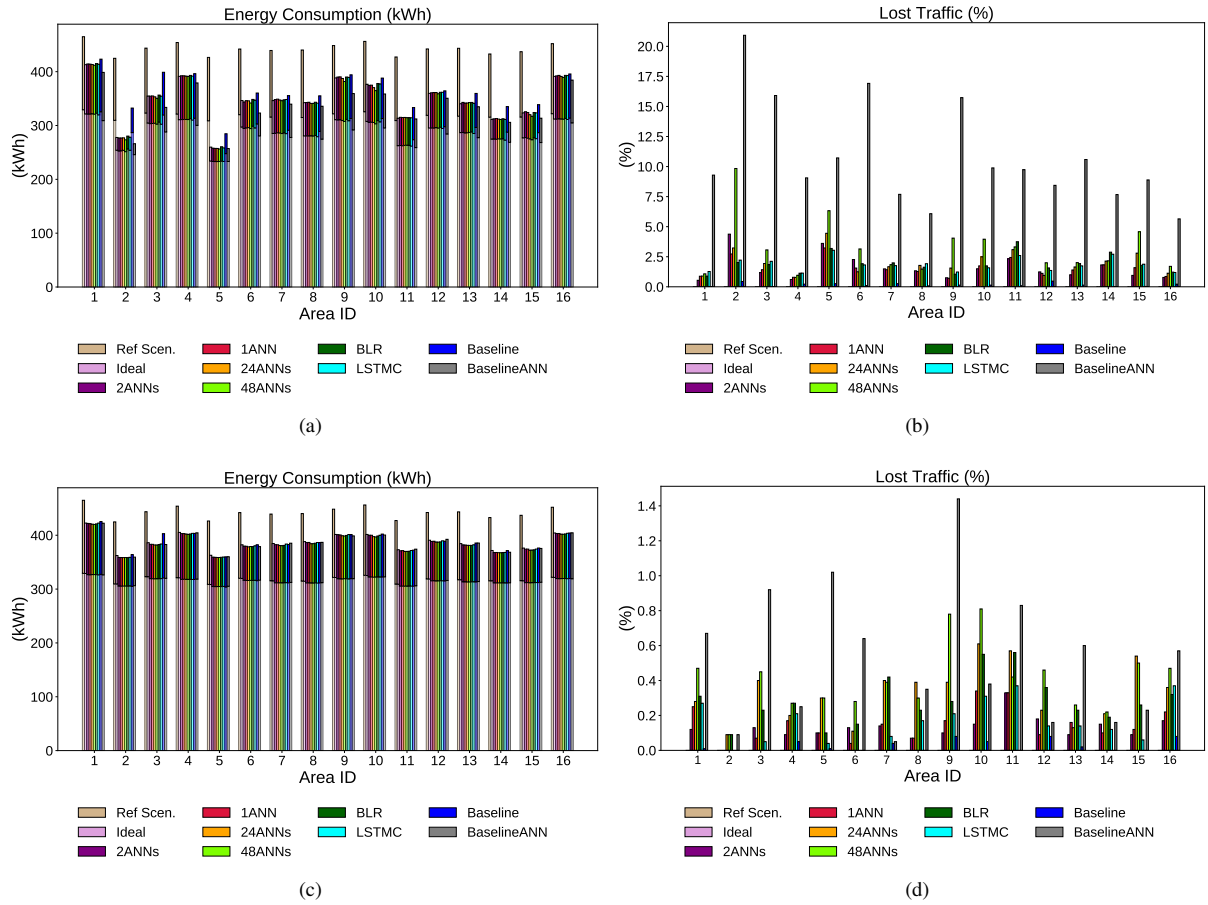 Energy Consumption (kWh)
(kWh)
400
300
200
100
0
1 2 3 4 5 6 7 8 9 10 11 12 13 14 15 16
Area ID
Ref Scen. 1ANN BLR Baseline
Ideal 24ANNs LSTMC BaselineANN
2ANNs 48ANNs
(a)
Lost Traffic (%)
(%)
20.0
17.5
15.0
12.5
10.0
7.5
5.0
2.5
0.0
1 2 3 4 5 6 7 8 9 10 11 12 13 14 15 16
Area ID
Ref Scen. 1ANN BLR Baseline
Ideal 24ANNs LSTMC BaselineANN
2ANNs 48ANNs
(b)
Energy Consumption (kWh)
(kWh)
400
300
200
100
0
1 2 3 4 5 6 7 8 9 10 11 12 13 14 15 16
Area ID
Ref Scen. 1ANN BLR Baseline
Ideal 24ANNs LSTMC BaselineANN
2ANNs 48ANNs
(c)
Lost Traffic (%)
(%)
1.4
1.2
1.0
0.8
0.6
0.4
0.2
0.0
1 2 3 4 5 6 7 8 9 10 11 12 13 14 15 16
Area ID
Ref Scen. 1ANN BLR Baseline
Ideal 24ANNs LSTMC BaselineANN
2ANNs 48ANNs
(d)